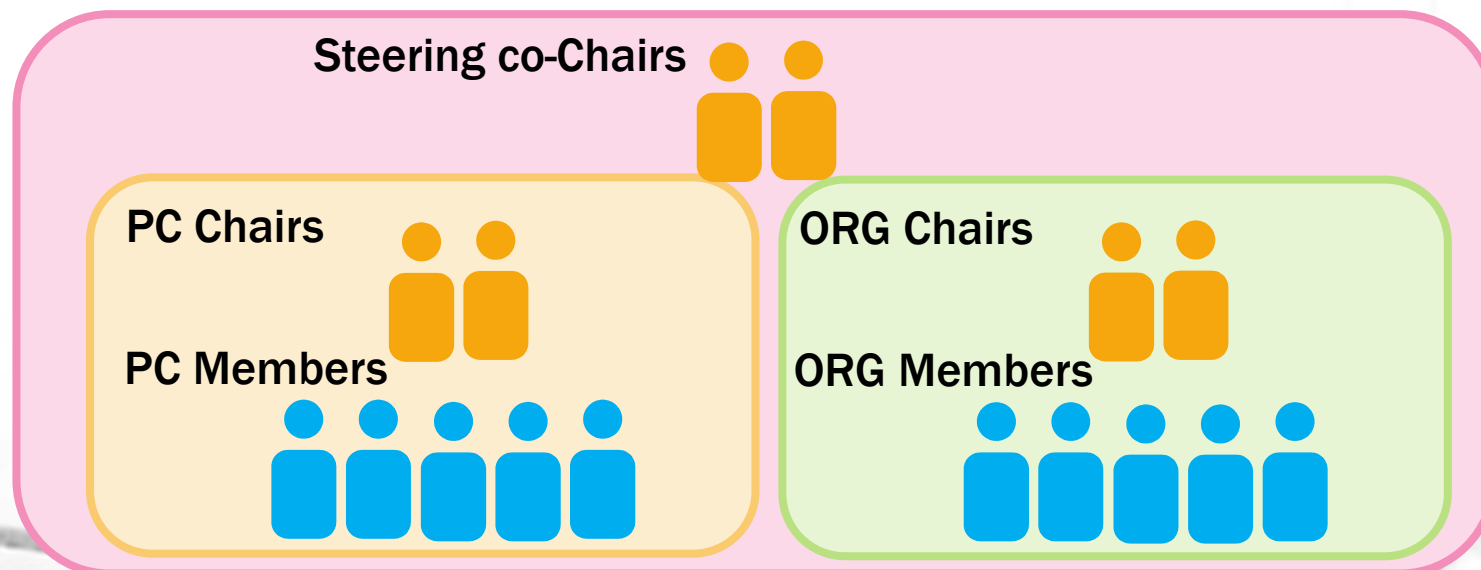 Steering co-Chairs
PC Chairs
ORG Chairs
PC Members
ORG Members